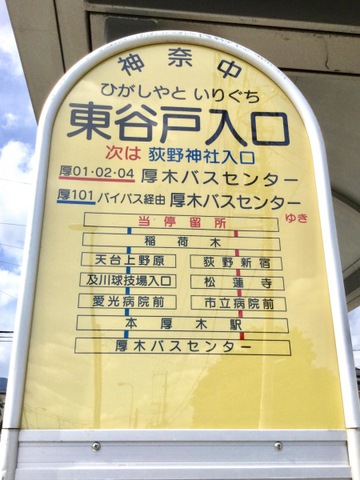 神奈中
ひがしやと いりぐち
東谷戸入口
次は 荻野神社入口
厚01·02·04 厚木バスセンター
厚101 バイパス経由 厚木バスセンター
ゆき
当停留所
稲荷木
天台上野原 荻野新宿
及川球技場入口 松蓮寺
愛光病院前 市立病院前
本厚木駅
厚木バスセンター